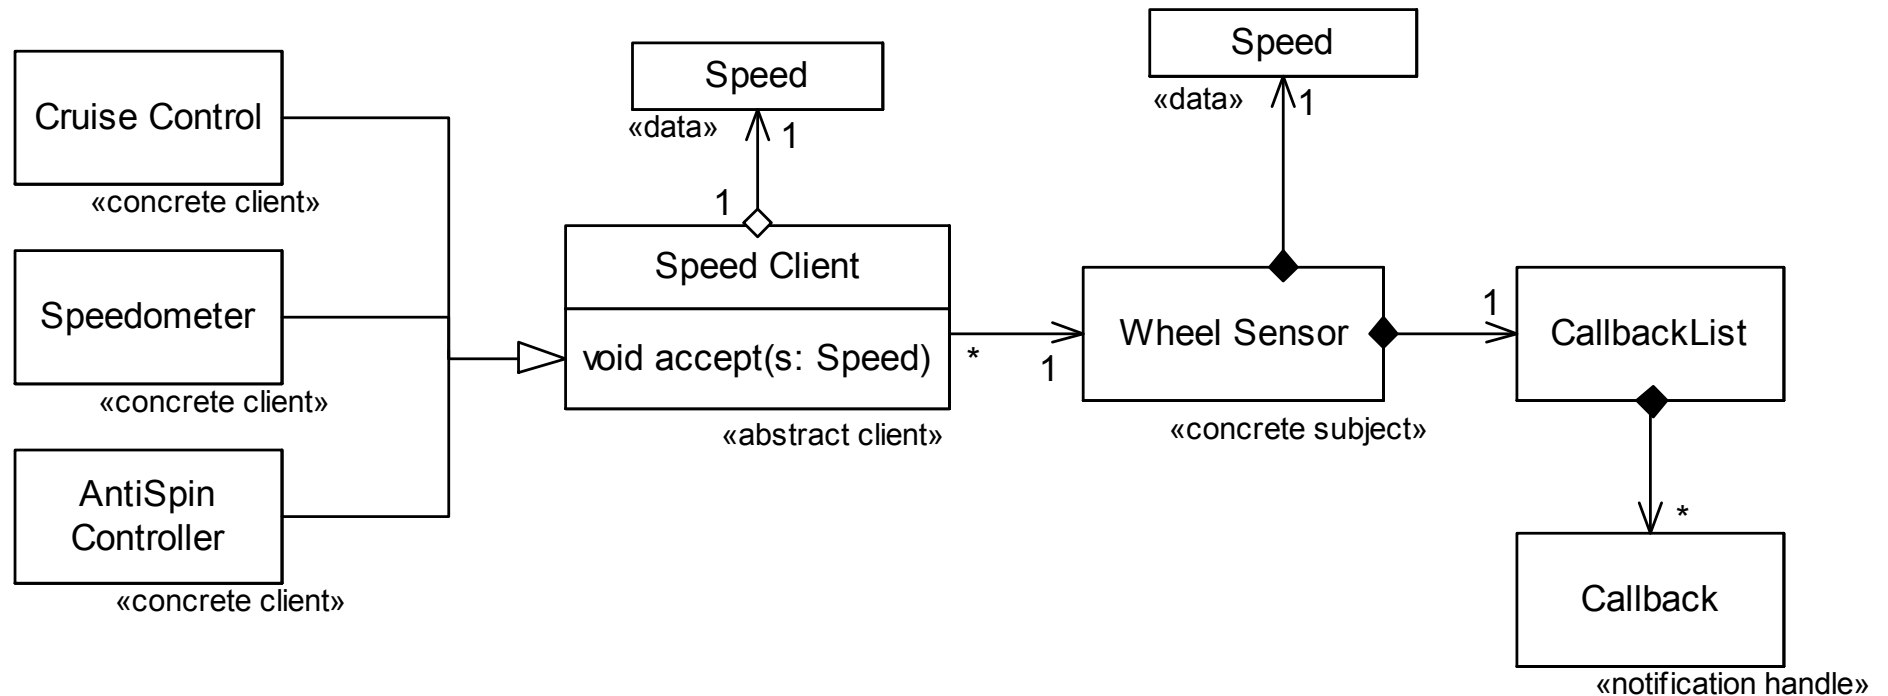 Cruise Control
«concrete client»
Speedometer
«concrete client»
AntiSpin
Controller
«concrete client»
Speed
«data»
1
1
Speed Client
void accept(s: Speed)
«abstract client»
*
1
Speed
«data»
1
Wheel Sensor
«concrete subject»
1
CallbackList
*
Callback
«notification handle»